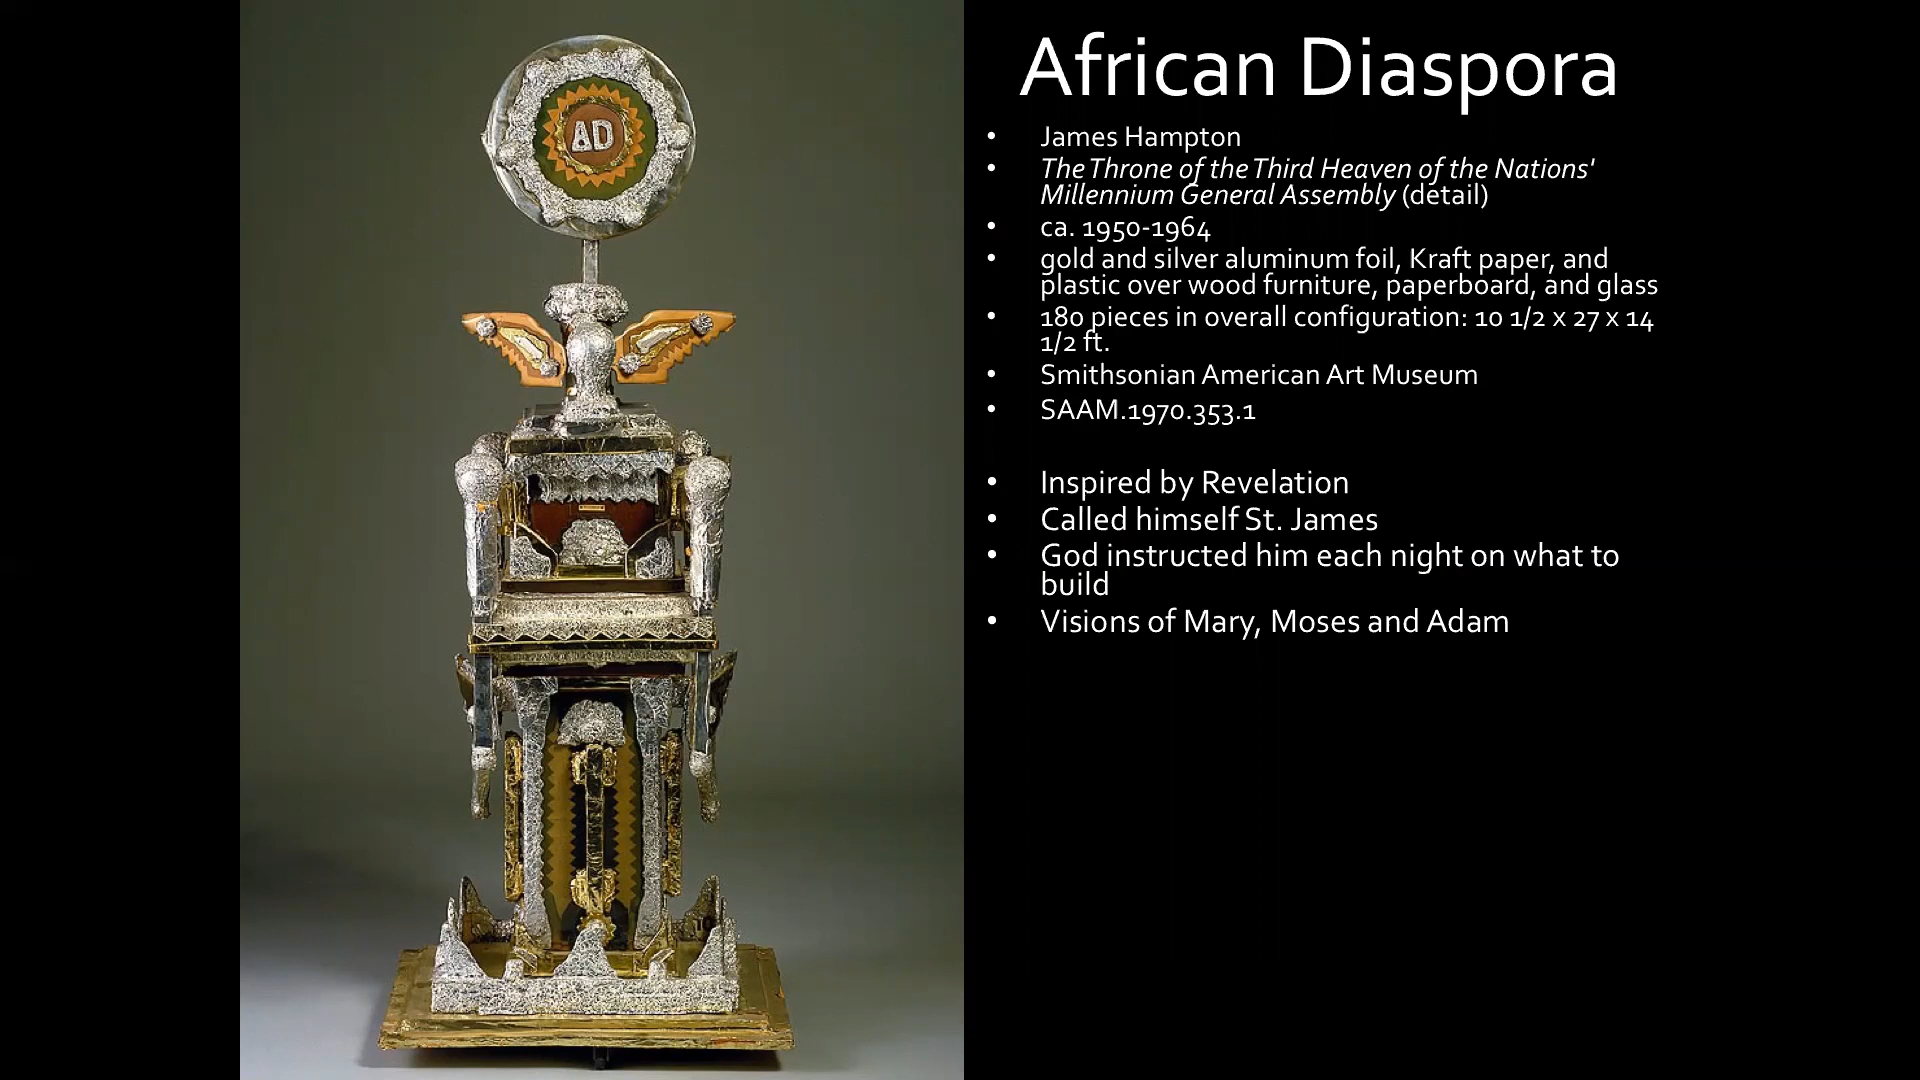 African Diaspora
• James Hampton
• The Throne of the Third Heaven of the Nations'
Millennium General Assembly (detail)
• ca. 1950-1964
• gold and silver aluminum foil, Kraft paper, and
plastic over wood furniture, paperboard, and glass
• 180 pieces in overall configuration: 10 1/2 x 27 x 14
1/2 ft.
• Smithsonian American Art Museum
• SAAM.1970.353.1
• Inspired by Revelation
• Called himself St. James
• God instructed him each night on what to
build
• Visions of Mary, Moses and Adam
AD